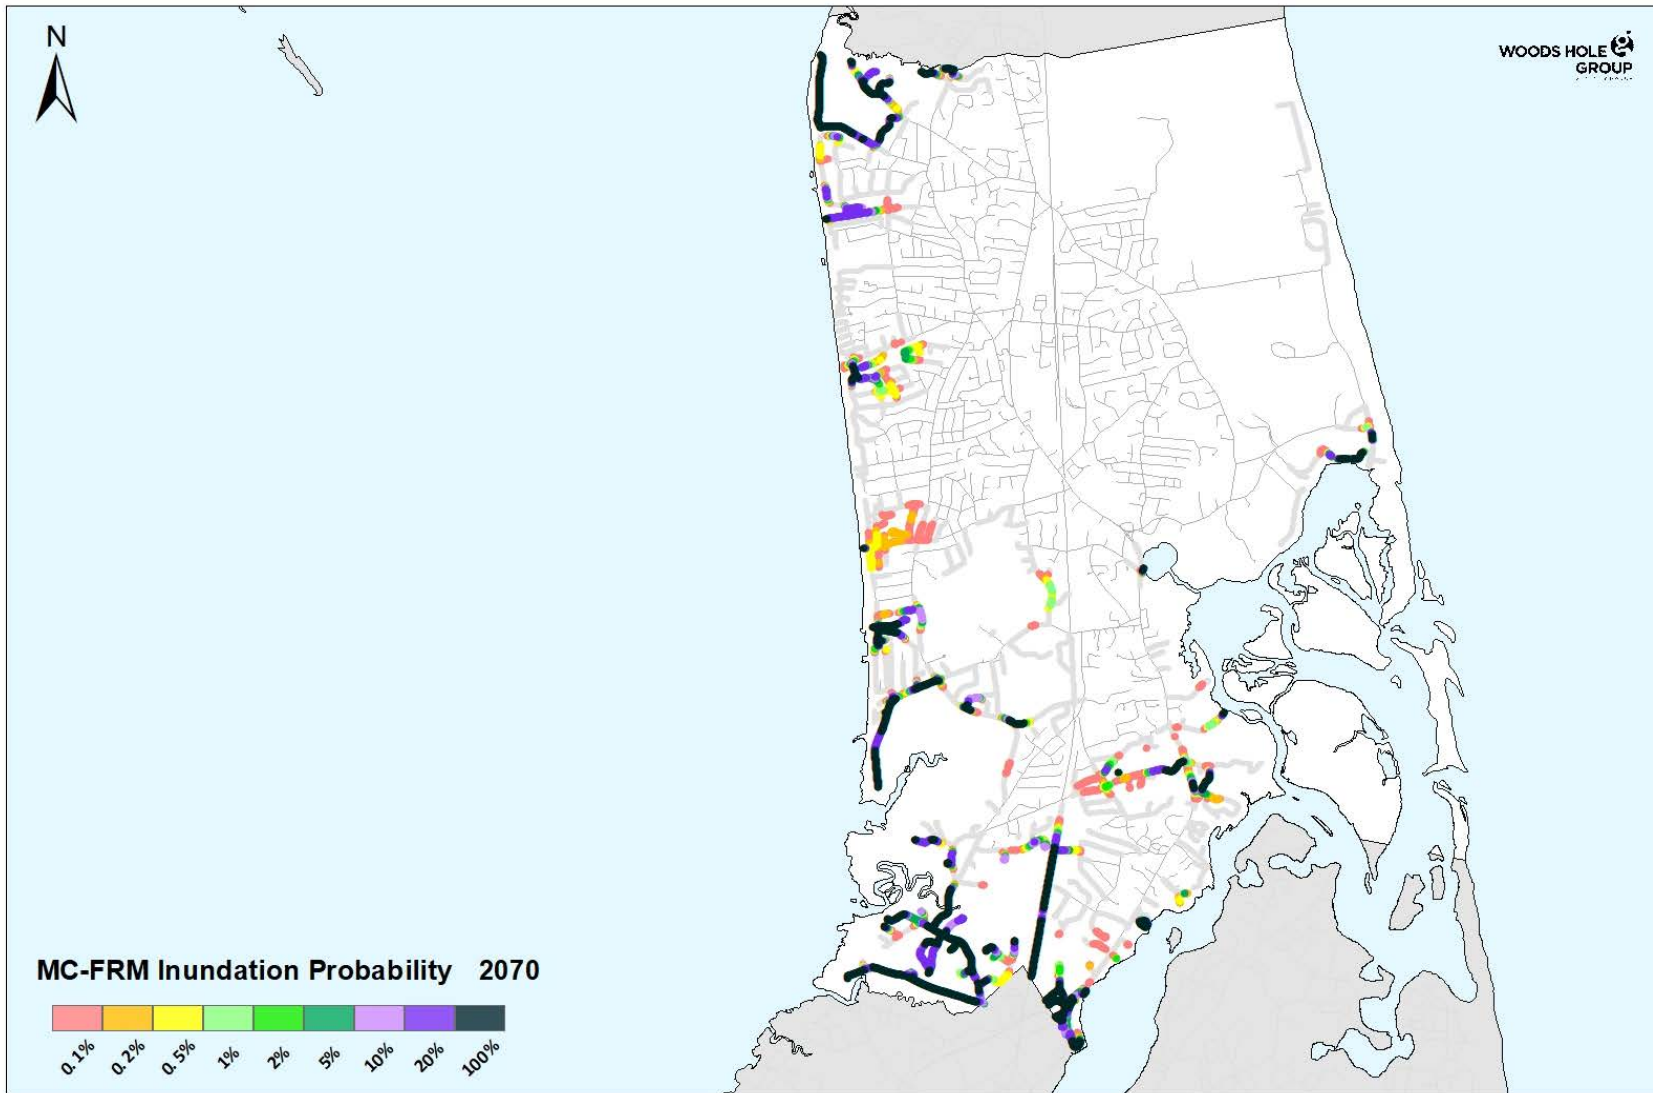 N
WOODS HOLE
GROUP
MC-FRM Inundation Probability 2070
0.1% 0.2% 0.5% 1% 2% 5% 10% 20% 100%